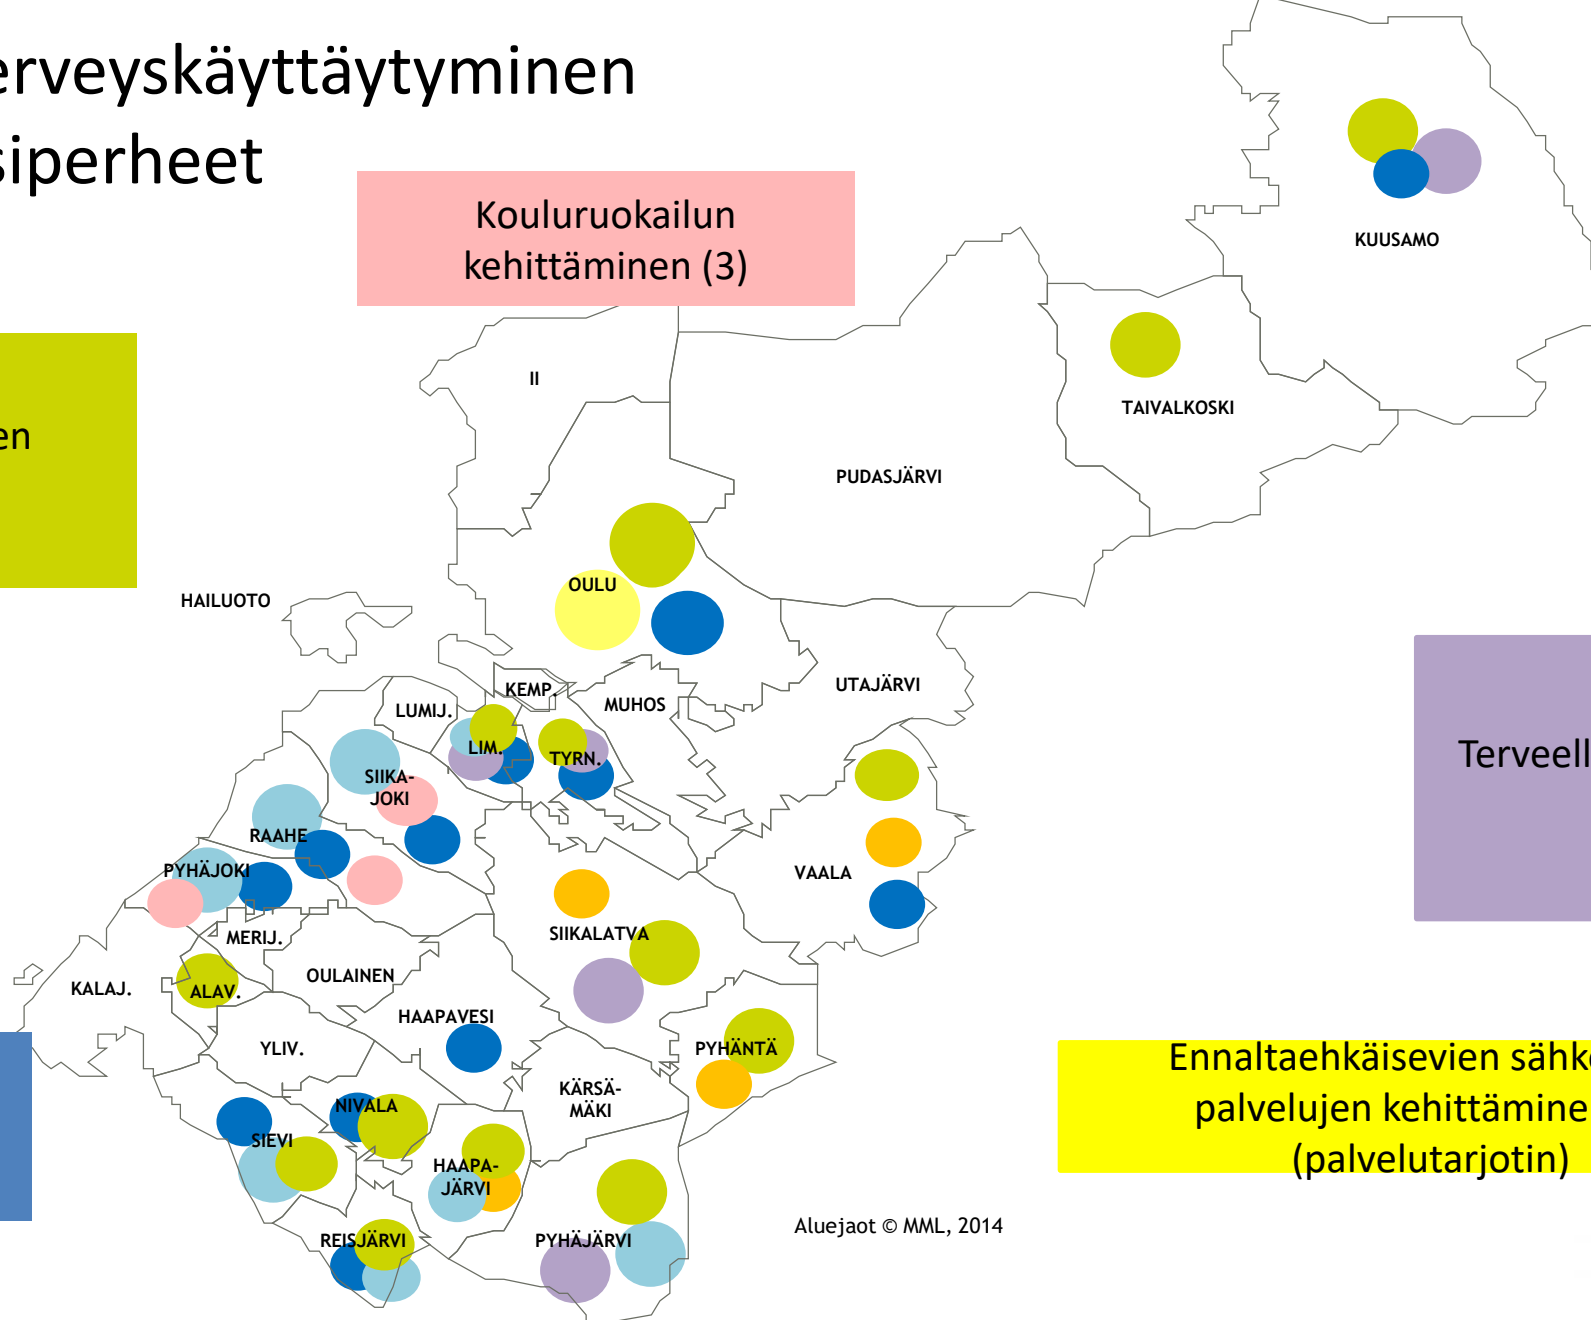 erveyskäyttäytyminen
siperheet
Kouluruokailun
kehittäminen (3)
en
KUUSAMO
II
TAIVALKOSKI
PUDASJÄRVI
OULU
HAILUOTO
UTAJÄRVI
KEMP.
MUHOS
LUMIJ.
LIM.
TYRN.
Terveell
SIIKA-
JOKI
RAAHE
PYHÄJOKI
VAALA
MERIJ.
SIIKALATVA
OULAINEN
KALAJ.
ALAV.
HAAPAVESI
YLIV.
PYHÄNTÄ
KÄRSÄ-
MÄKI
NIVALA
SIEVI
HAAPA-
JÄRVI
REISJÄRVI
PYHÄJÄRVI
Ennaltaehkäisevien sähk
palvelujen kehittämine
(palvelutarjotin)
Aluejaot © MML, 2014